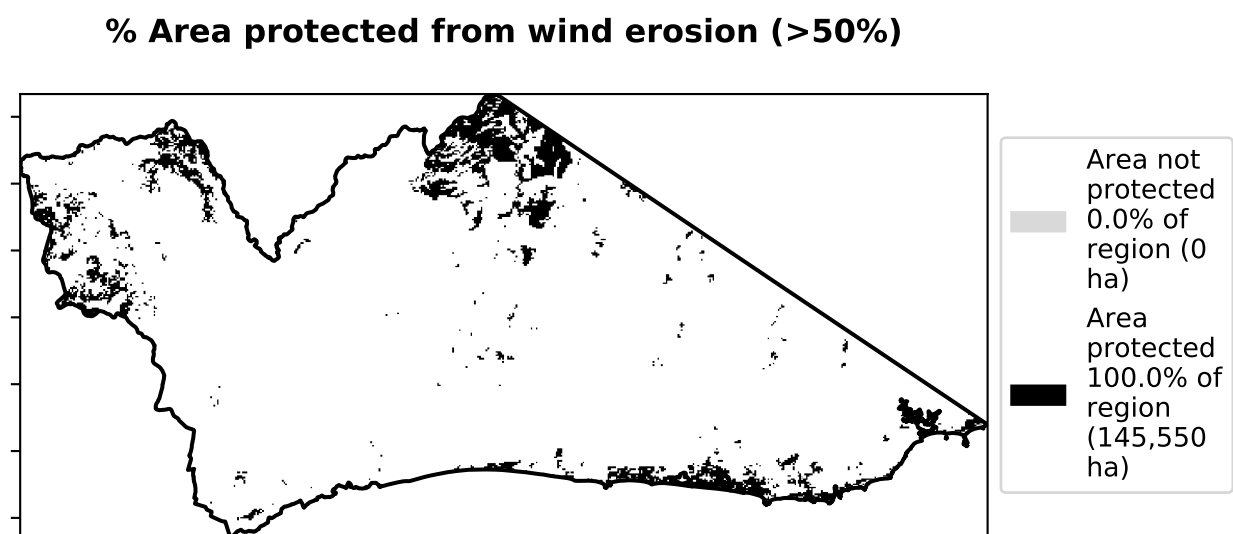 % Area protected from wind erosion (>50%)
Area not
protected
0.0% of
region (0
ha)
Area
protected
100.0% of
region
(145,550
ha)